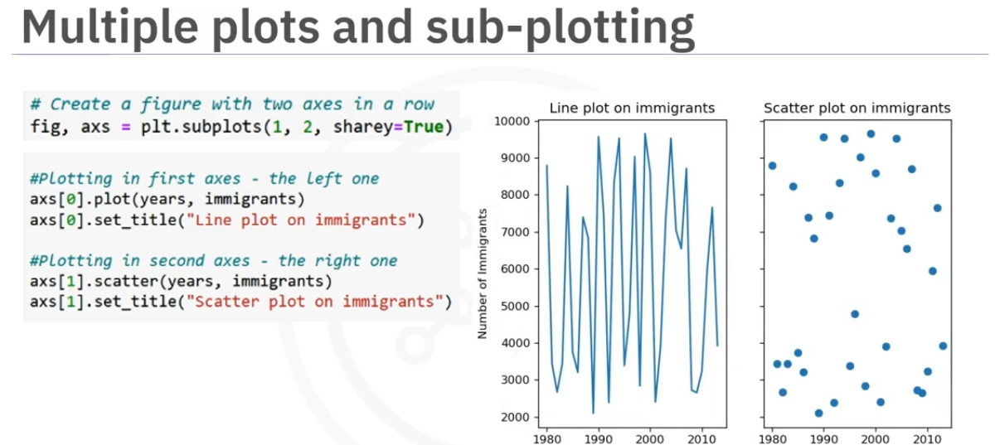 Multiple plots and sub-plotting
# Create a figure with two axes in a row
fig, axs = plt.subplots(1, 2, sharey=True)
#Plotting in first axes - the left one
axs[0].plot(years, immigrants)
axs[0].set_title("Line plot on immigrants")
#Plotting in second axes - the right one
axs[1].scatter(years, immigrants)
axs[1].set_title("Scatter plot on immigrants")
Line plot on immigrants
Number of Immigrants
10000
9000
8000
7000
6000
5000
4000
3000
2000
1980 1990 2000 2010
Scatter plot on immigrants
1980 1990 2000 2010